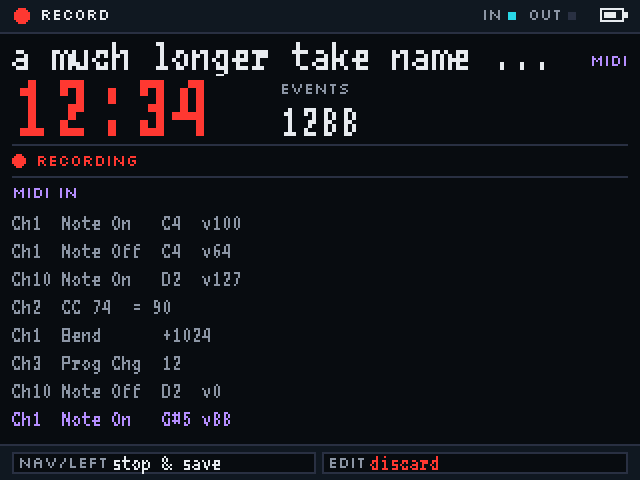 RECORD IN OUT
a much longer take name ... MIDI
12:34
EVENTS
1288
RECORDING
MIDI IN
Ch1 Note On C4 v100
Ch1 Note Off C4 v64
Ch10 Note On D2 v127
Ch2 CC 74 = 90
Ch1 Bend +1024
Ch3 Prog Chg 12
Ch10 Note Off D2 v0
Ch1 Note On G#5 v88
NAV/LEFT stop & save EDIT discard